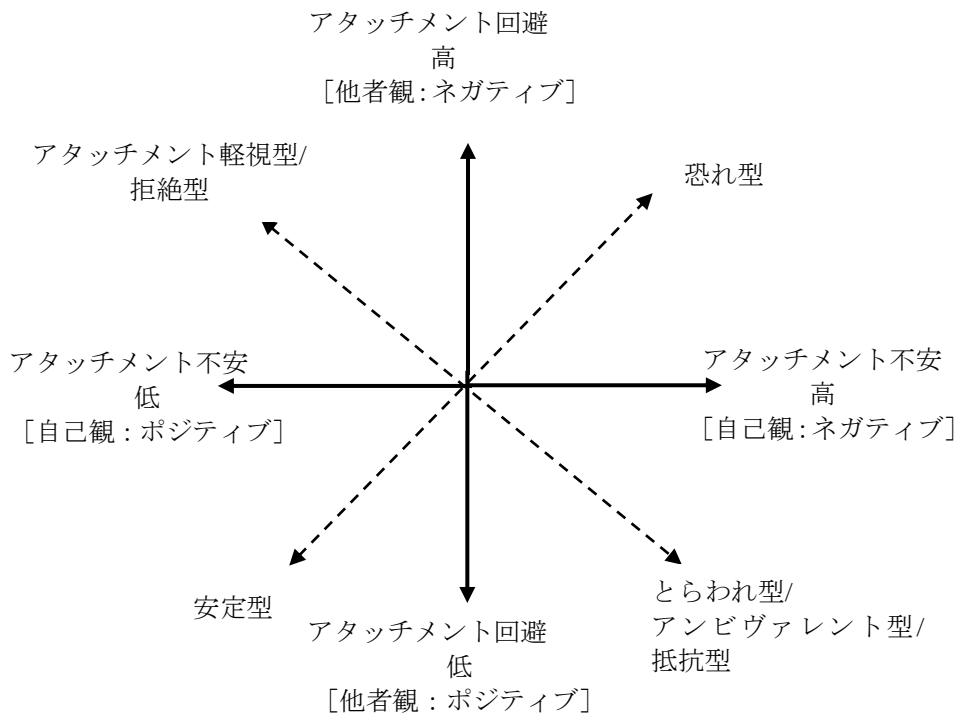 アタッチメント回避
高
［他者観：ネガティブ］
アタッチメント軽視型/
拒絶型
恐れ型
アタッチメント不安
低
［自己観：ポジティブ］
アタッチメント不安
高
［自己観：ネガティブ］
安定型
アタッチメント回避
低
［他者観：ポジティブ］
とらわれ型/
アンビヴァレント型/
抵抗型